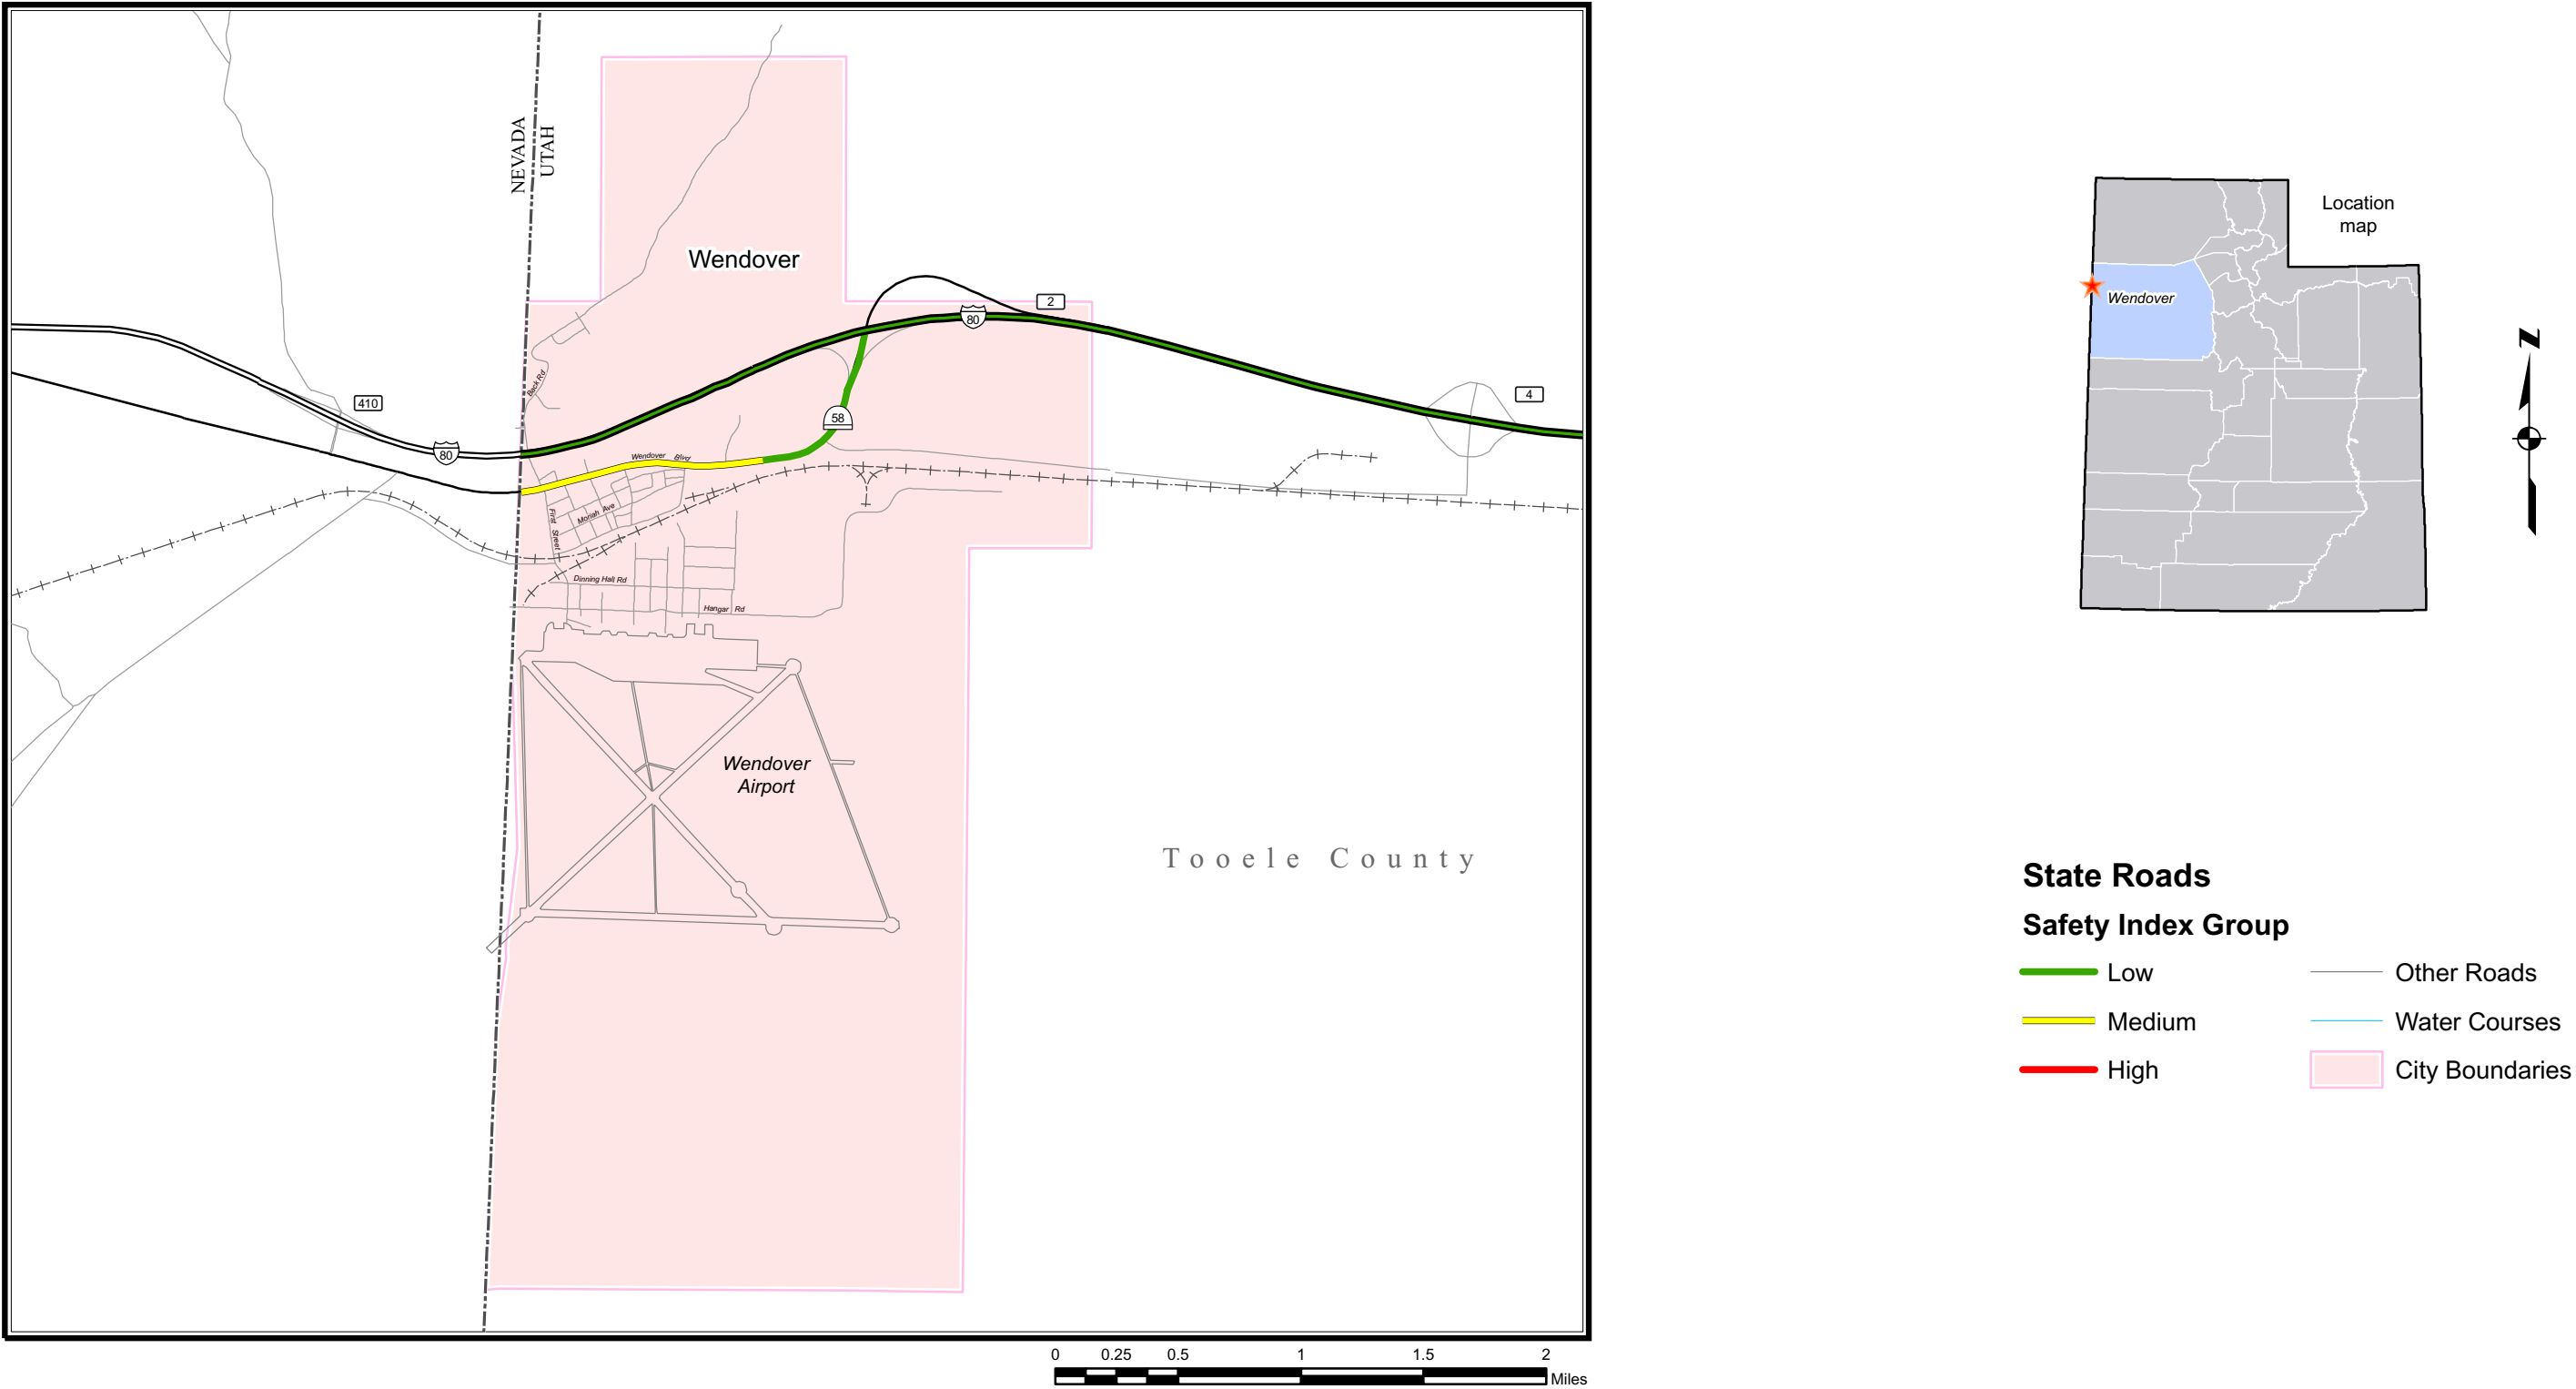 NEVADA
UTAH
Wendover
2
80
4
410
58
80
Back Rd
Wendover Blvd
First Street
Moriah Ave
Dinning Hall Rd
Hangar Rd
Wendover
Airport
Tooele County
0 0.25 0.5 1 1.5 2
Miles
Location
map
Wendover
N
State Roads
Safety Index Group
Low
Medium
High
Other Roads
Water Courses
City Boundaries